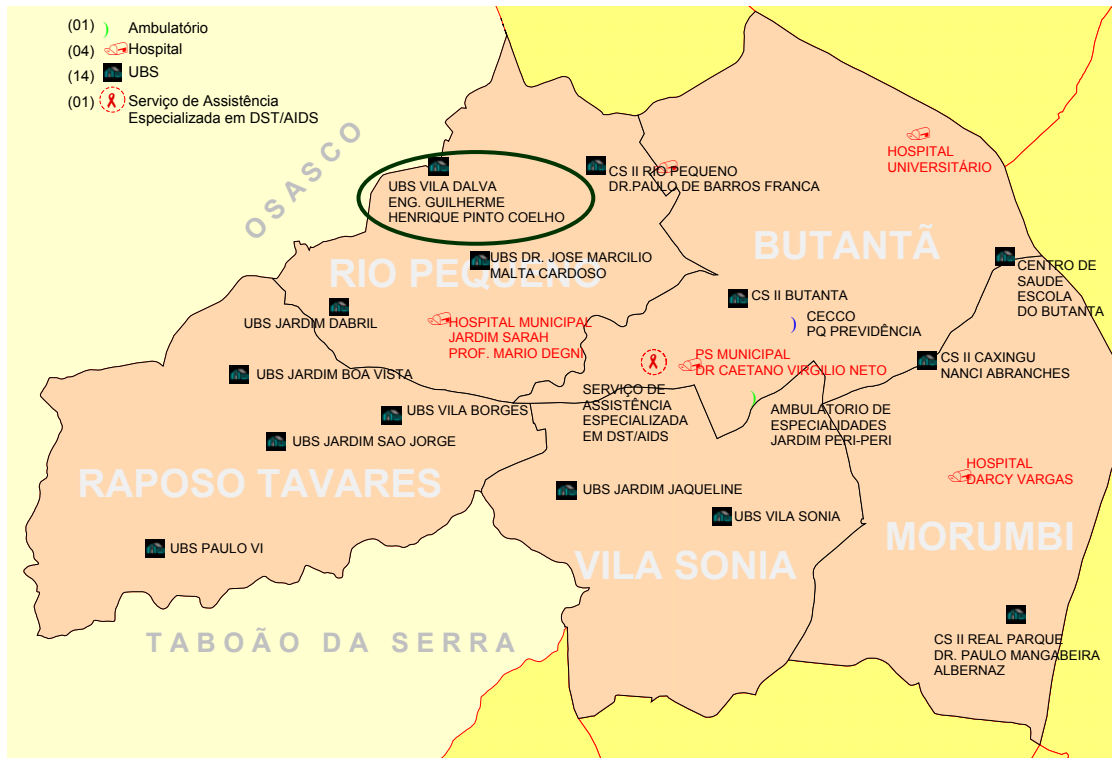 (01) Ambulatório
(04) Hospital
(14) UBS
(01) Serviço de Assistência
Especializada em DST/AIDS
OSASCO
HOSPITAL
UNIVERSITÁRIO
UBS VILA DALVA
ENG. GUILHERME
HENRIQUE PINTO COELHO
CS II RIO PEQUENO
DR.PAULO DE BARROS FRANCA
BUTANTÃ
RIO PEQUENO
UBS DR. JOSE MARCILIO
MALTA CARDOSO
CENTRO DE
SAUDE
ESCOLA
DO BUTANTA
CS II BUTANTA
CECCO
PQ PREVIDÊNCIA
UBS JARDIM DABRIL
HOSPITAL MUNICIPAL
JARDIM SARAH
PROF. MARIO DEGNI
PS MUNICIPAL
DR CAETANO VIRGILIO NETO
CS II CAXINGU
NANCI ABRANCHES
UBS JARDIM BOA VISTA
SERVIÇO DE
ASSISTÊNCIA
ESPECIALIZADA
EM DST/AIDS
UBS VILA BORGES
AMBULATORIO DE
ESPECIALIDADES
JARDIM PERI-PERI
UBS JARDIM SAO JORGE
RAPOSO TAVARES
HOSPITAL
DARCY VARGAS
UBS JARDIM JAQUELINE
UBS VILA SONIA
MORUMBI
UBS PAULO VI
VILA SONIA
TABOÃO DA SERRA
CS II REAL PARQUE
DR. PAULO MANGABEIRA
ALBERNAZ